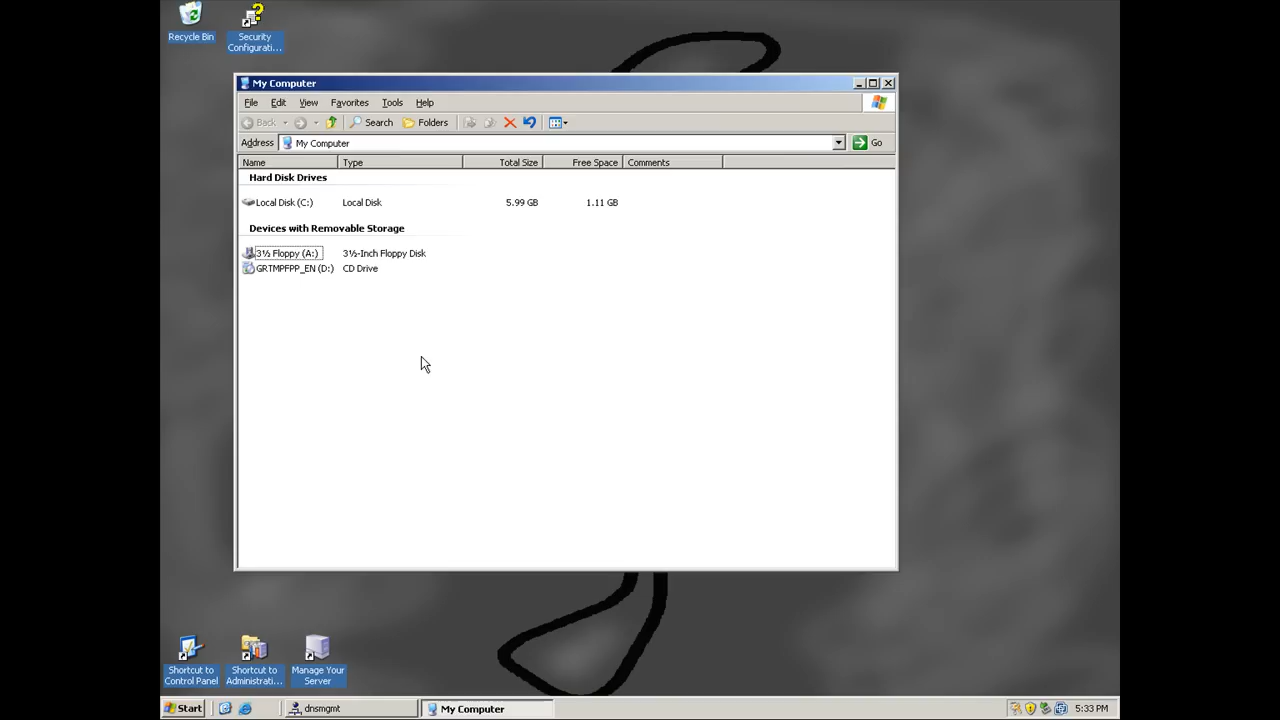 Recycle Bin
Security
Configurati...
My Computer
File Edit View Favorites Tools Help
Back Search Folders
Address My Computer Go
Name Type Total Size Free Space Comments
Hard Disk Drives
Local Disk (C:) Local Disk 5.99 GB 1.11 GB
Devices with Removable Storage
3½ Floppy (A:) 3½-Inch Floppy Disk
GRTMPFPP_EN (D:) CD Drive
Shortcut to
Control Panel
Shortcut to
Administrati...
Manage Your
Server
Start dnsmgmt My Computer 5:33 PM